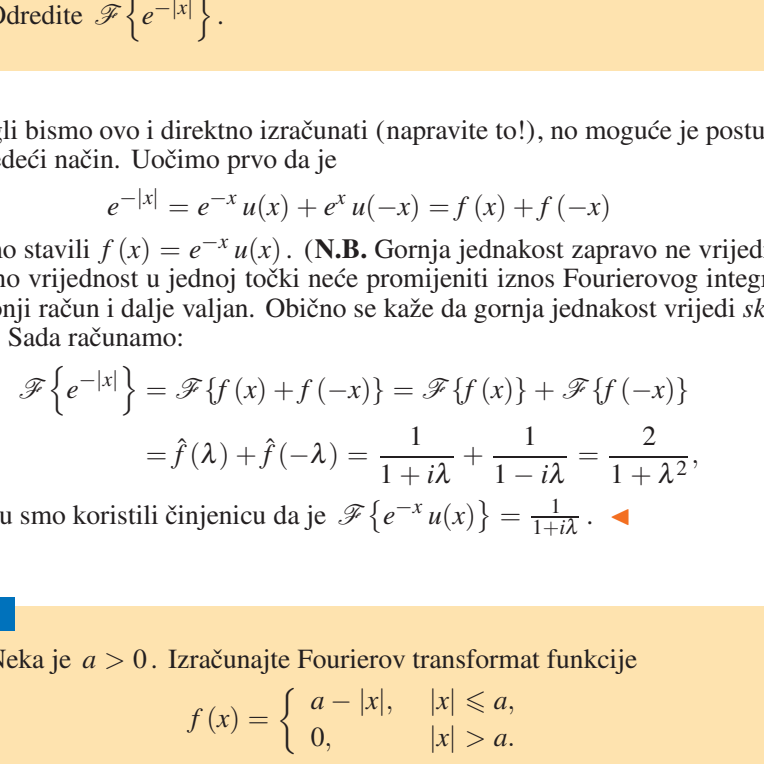 Odredite ℱ{e^{-|x|}}.
gli bismo ovo i direktno izračunati (napravite to!), no moguće je postu
edeći način. Uočimo prvo da je
e^{-|x|} = e^{-x} u(x) + e^{x} u(-x) = f(x) + f(-x)
no stavili f(x) = e^{-x} u(x). (N.B. Gornja jednakost zapravo ne vrijed
no vrijednost u jednoj točki neće promijeniti iznos Fourierovog integr
nji račun i dalje valjan. Obično se kaže da gornja jednakost vrijedi sk
Sada računamo:
ℱ{e^{-|x|}} = ℱ{f(x) + f(-x)} = ℱ{f(x)} + ℱ{f(-x)}
= f̂(λ) + f̂(-λ) = 1/(1 + iλ) + 1/(1 - iλ) = 2/(1 + λ²),
u smo koristili činjenicu da je ℱ{e^{-x} u(x)} = 1/(1+iλ). ◄
Neka je a > 0. Izračunajte Fourierov transformat funkcije
f(x) = { a - |x|, |x| ⩽ a,
0, |x| > a.